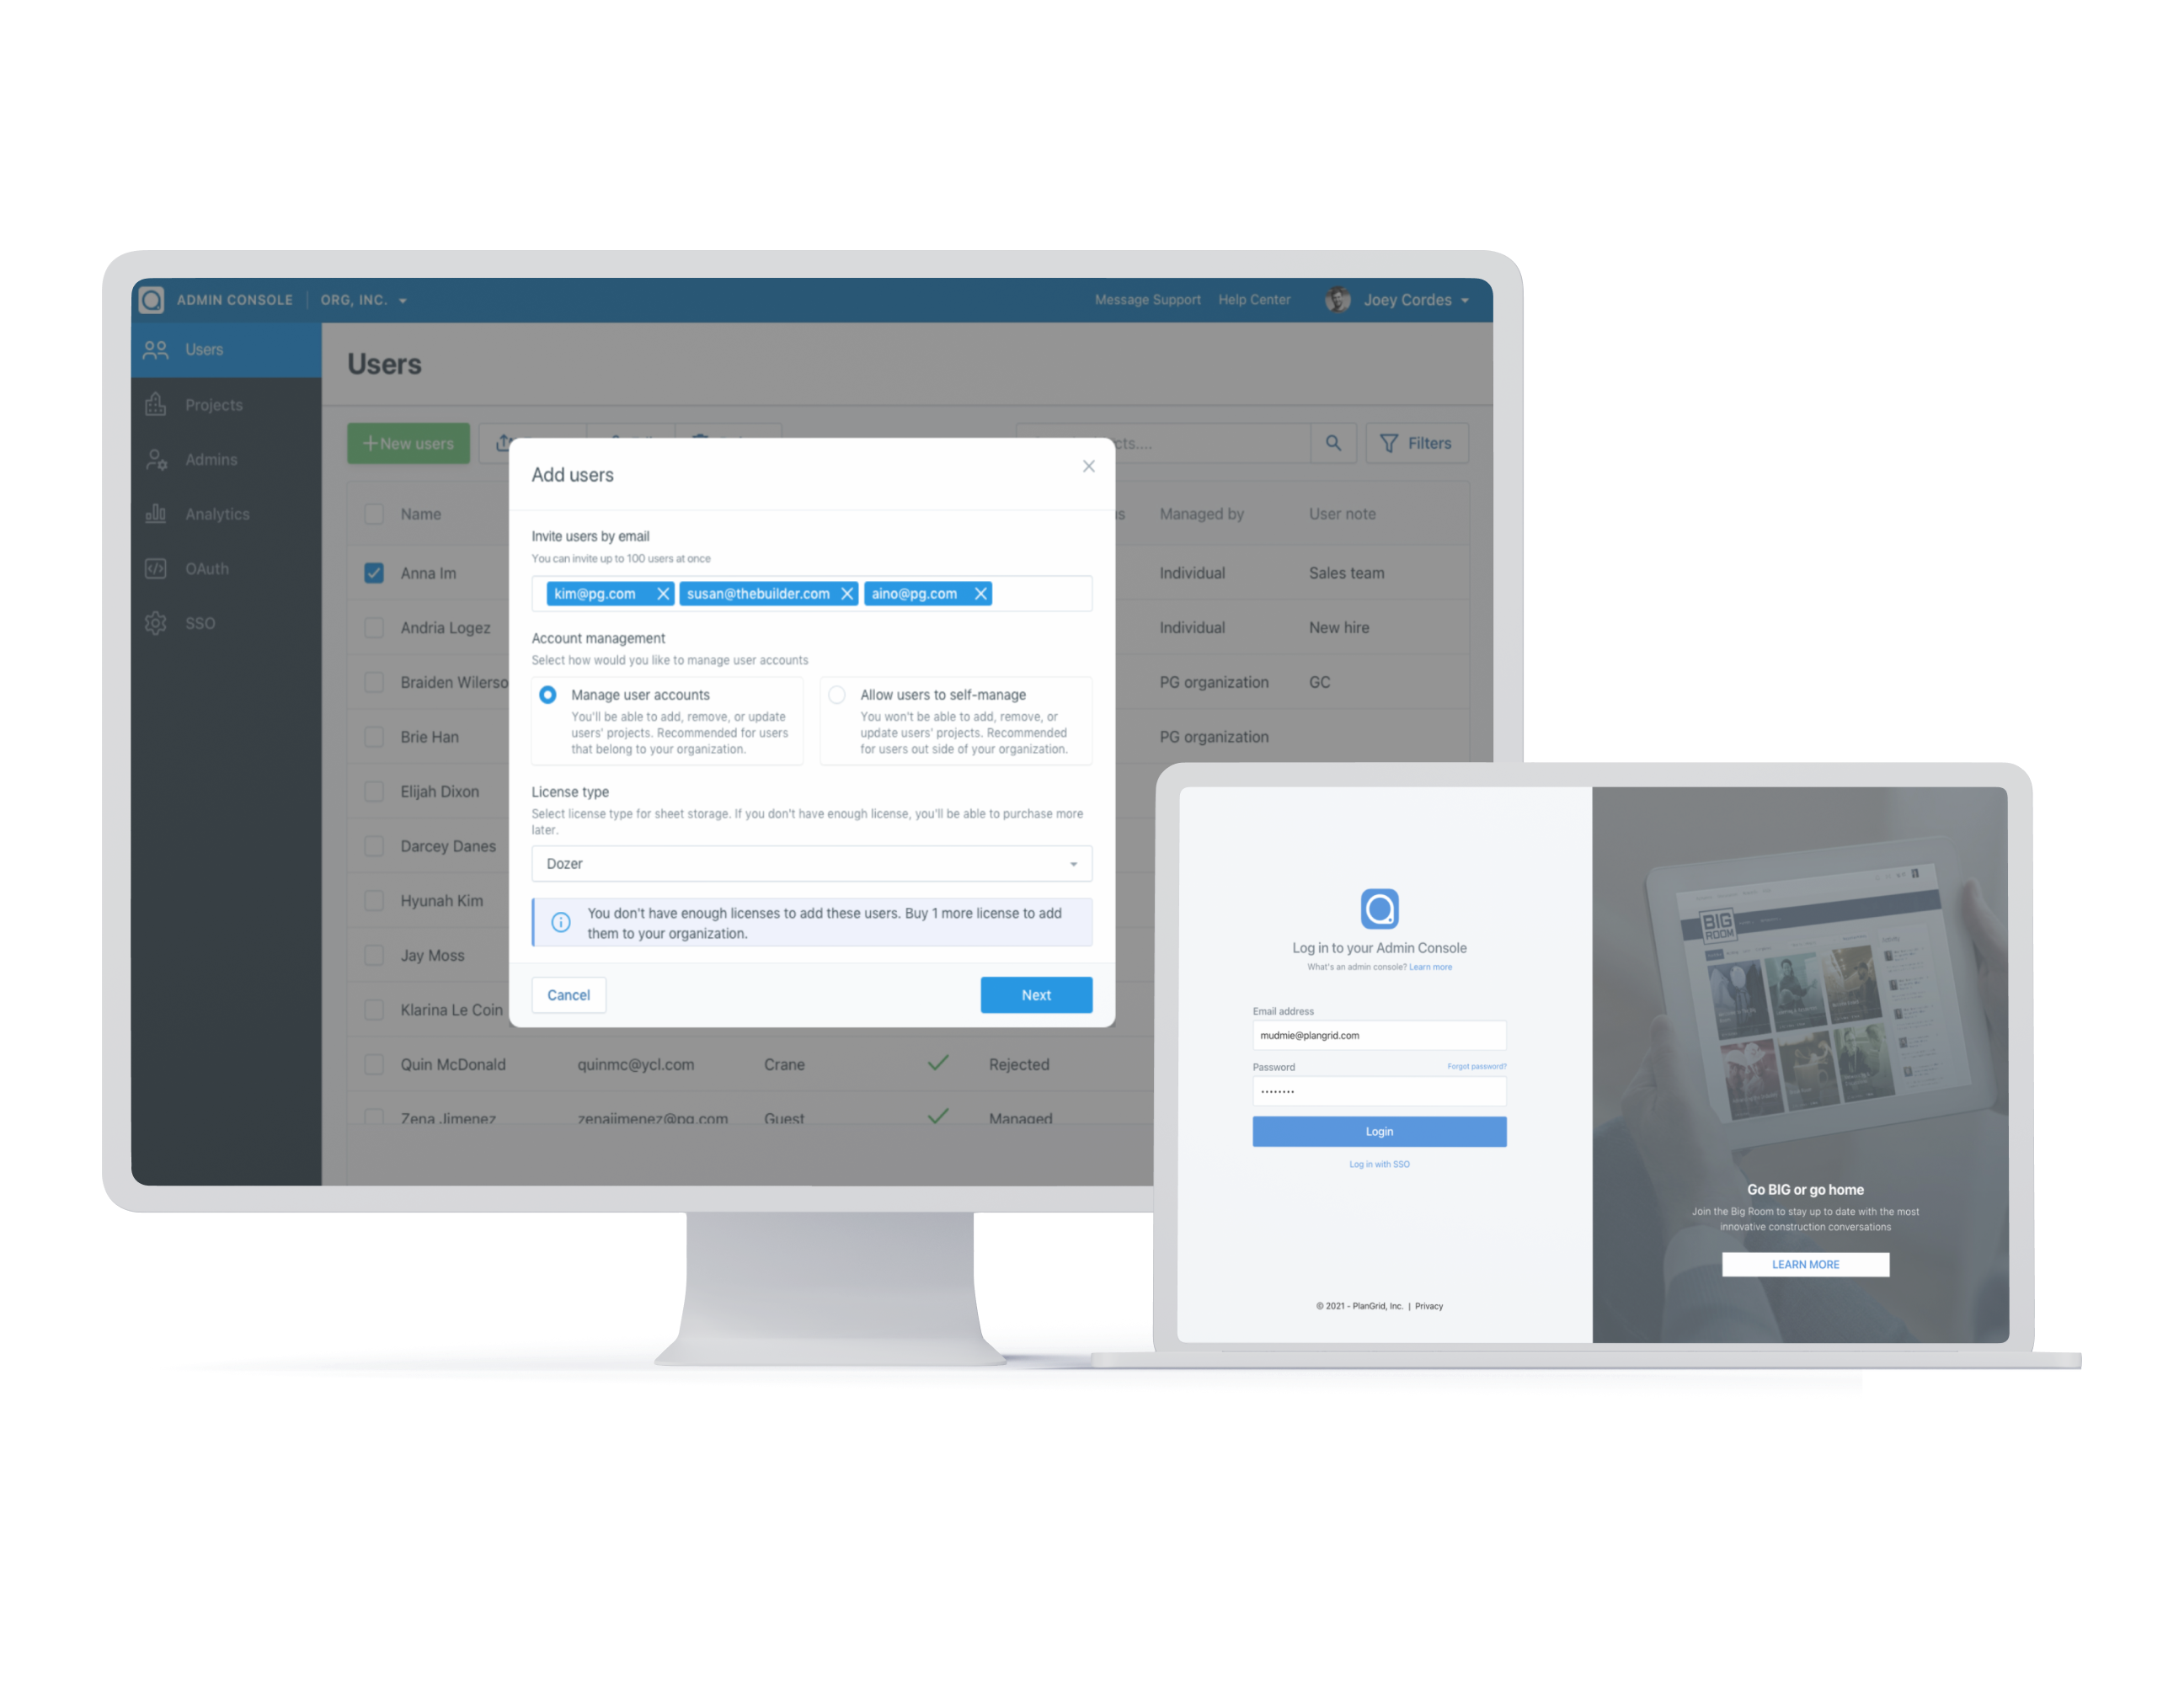 ADMIN CONSOLE
ORG, INC.
Message Support
Help Center
Joey Cordes
Users
Projects
Admins
Analytics
OAuth
SSO
Users
+ New users
Filters
Name
Managed by
User note
Anna Im
Individual
Sales team
Andria Logez
Individual
New hire
Braiden Wilerso
PG organization
GC
Brie Han
PG organization
Elijah Dixon
Darcey Danes
Hyunah Kim
Jay Moss
Klarina Le Coin
Quin McDonald
quinmc@ycl.com
Crane
Rejected
Zena Jimenez
zenajimenez@pg.com
Guest
Managed
Add users
Invite users by email
You can invite up to 100 users at once
kim@pg.com
susan@thebuilder.com
aino@pg.com
Account management
Select how would you like to manage user accounts
Manage user accounts
You'll be able to add, remove, or update
users' projects. Recommended for users
that belong to your organization.
Allow users to self-manage
You won't be able to add, remove, or
update users' projects. Recommended
for users out side of your organization.
License type
Select license type for sheet storage. If you don't have enough license, you'll be able to purchase more
later.
Dozer
You don't have enough licenses to add these users. Buy 1 more license to add
them to your organization.
Cancel
Next
Log in to your Admin Console
What's an admin console? Learn more
Email address
mudmie@plangrid.com
Password
Forgot password?
Login
Log in with SSO
© 2021 - PlanGrid, Inc. | Privacy
BIG
ROOM
Go BIG or go home
Join the Big Room to stay up to date with the most
innovative construction conversations
LEARN MORE